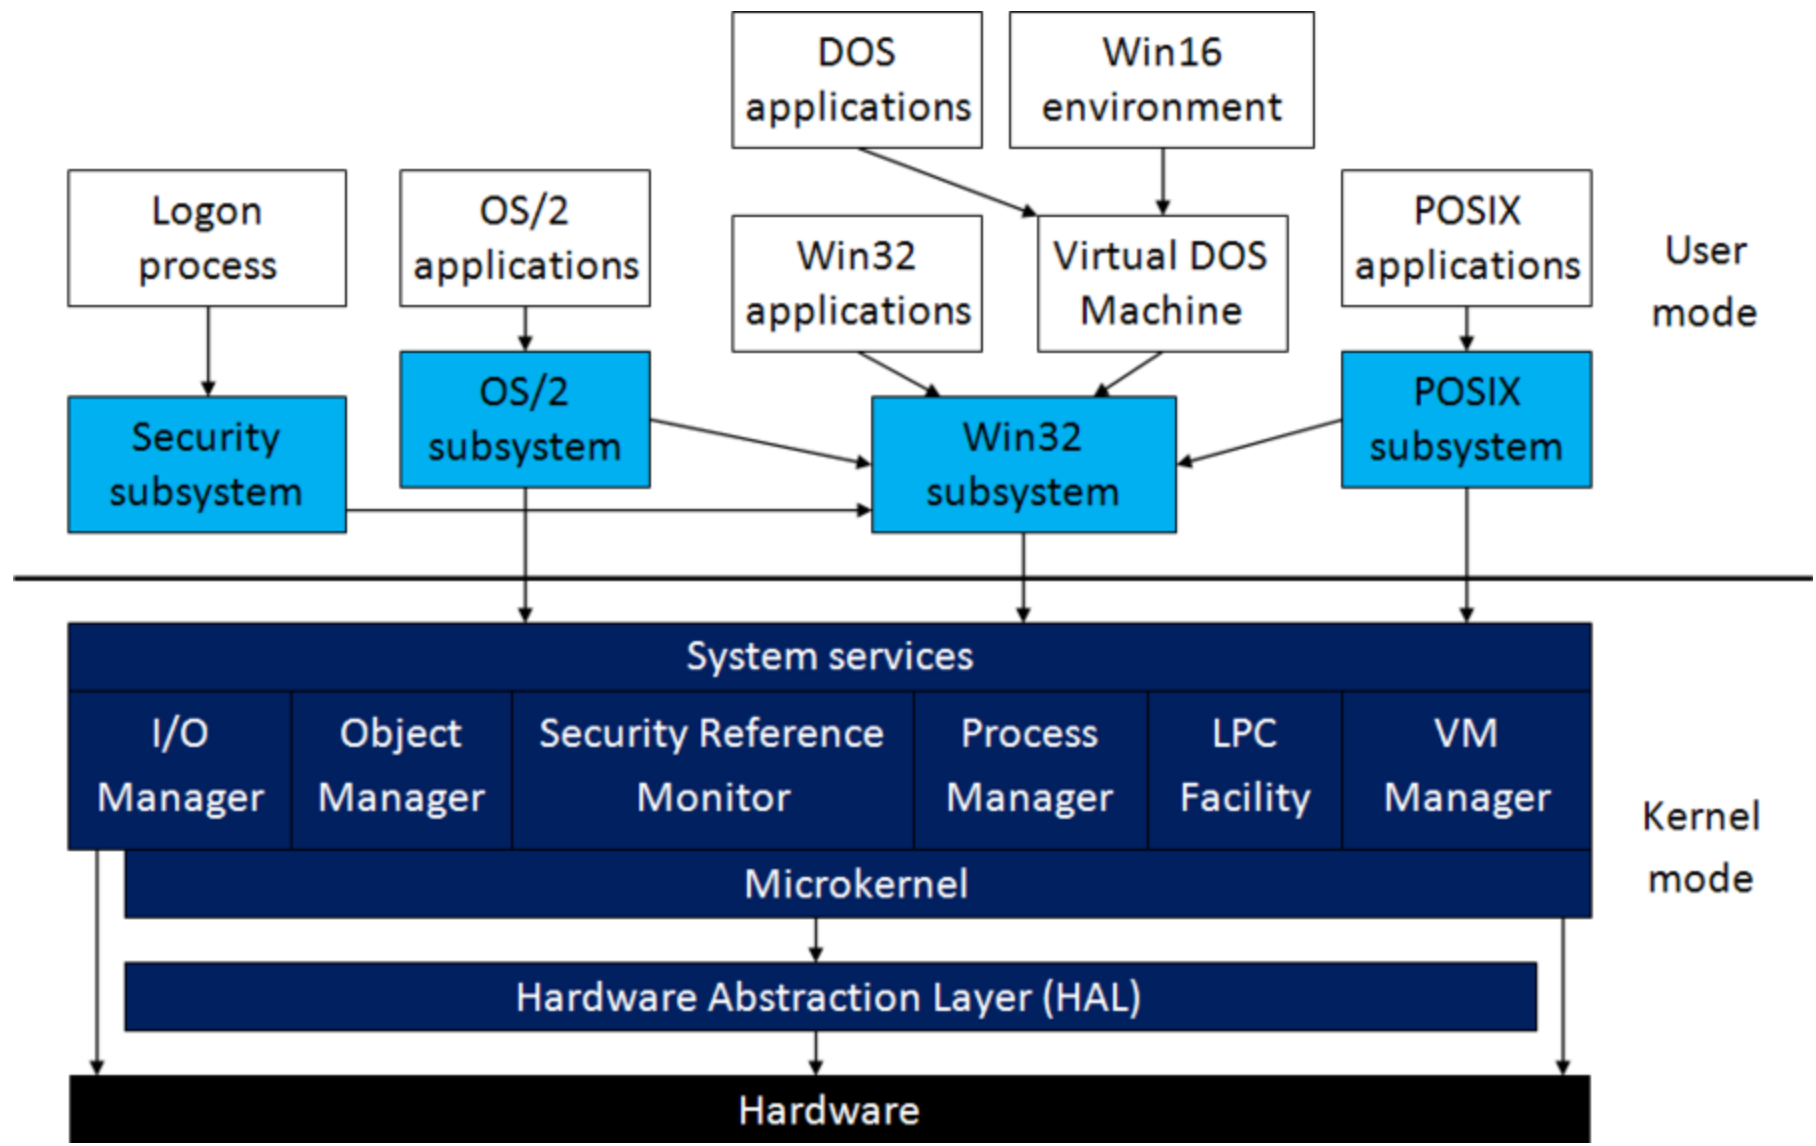 DOS
applications
Win16
environment
Logon
process
OS/2
applications
Win32
applications
Virtual DOS
Machine
POSIX
applications
User
mode
Security
subsystem
OS/2
subsystem
Win32
subsystem
POSIX
subsystem
System services
I/O
Manager
Object
Manager
Security Reference
Monitor
Process
Manager
LPC
Facility
VM
Manager
Kernel
mode
Microkernel
Hardware Abstraction Layer (HAL)
Hardware